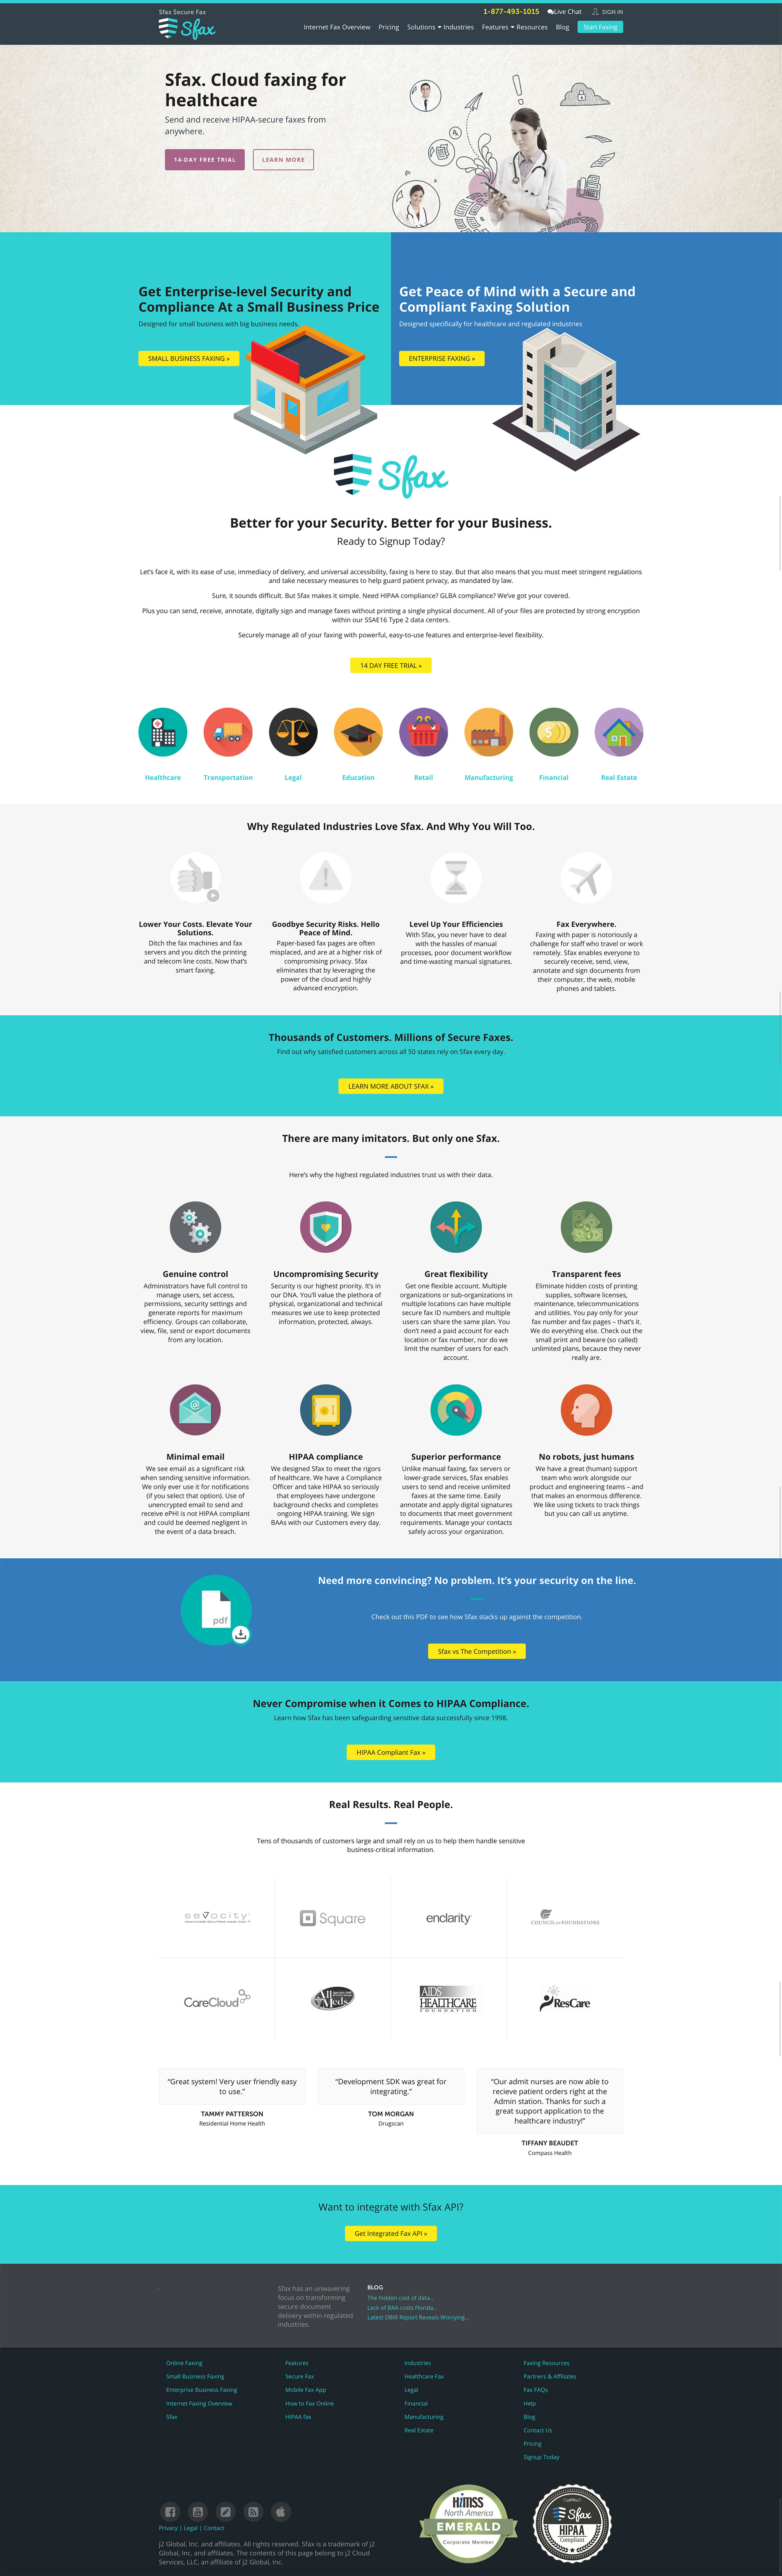 Sfax Secure Fax
1-877-493-1015 Live Chat SIGN IN
Sfax
Internet Fax Overview Pricing Solutions Industries Features Resources Blog Start Faxing
Sfax. Cloud faxing for
healthcare
Send and receive HIPAA-secure faxes from
anywhere.
14-DAY FREE TRIAL LEARN MORE
Get Enterprise-level Security and
Compliance At a Small Business Price
Designed for small business with big business needs.
SMALL BUSINESS FAXING »
Get Peace of Mind with a Secure and
Compliant Faxing Solution
Designed specifically for healthcare and regulated industries
ENTERPRISE FAXING »
Sfax
Better for your Security. Better for your Business.
Ready to Signup Today?
Let's face it, with its ease of use, immediacy of delivery, and universal accessibility, faxing is here to stay. But that also means that you must meet stringent regulations
and take necessary measures to help guard patient privacy, as mandated by law.
Sure, it sounds difficult. But Sfax makes it simple. Need HIPAA compliance? GLBA compliance? We've got your covered.
Plus you can send, receive, annotate, digitally sign and manage faxes without printing a single physical document. All of your files are protected by strong encryption
within our SSAE16 Type 2 data centers.
Securely manage all of your faxing with powerful, easy-to-use features and enterprise-level flexibility.
14 DAY FREE TRIAL »
Healthcare Transportation Legal Education Retail Manufacturing Financial Real Estate
Why Regulated Industries Love Sfax. And Why You Will Too.
Lower Your Costs. Elevate Your
Solutions.
Ditch the fax machines and fax
servers and you ditch the printing
and telecom line costs. Now that's
smart faxing.
Goodbye Security Risks. Hello
Peace of Mind.
Paper-based fax pages are often
misplaced, and are at a higher risk of
compromising privacy. Sfax
eliminates that by leveraging the
power of the cloud and highly
advanced encryption.
Level Up Your Efficiencies
With Sfax, you never have to deal
with the hassles of manual
processes, poor document workflow
and time-wasting manual signatures.
Fax Everywhere.
Faxing with paper is notoriously a
challenge for staff who travel or work
remotely. Sfax enables everyone to
securely receive, send, view,
annotate and sign documents from
their computer, the web, mobile
phones and tablets.
Thousands of Customers. Millions of Secure Faxes.
Find out why satisfied customers across all 50 states rely on Sfax every day.
LEARN MORE ABOUT SFAX »
There are many imitators. But only one Sfax.
Here's why the highest regulated industries trust us with their data.
Genuine control
Administrators have full control to
manage users, set access,
permissions, security settings and
generate reports for maximum
efficiency. Groups can collaborate,
view, file, send or export documents
from any location.
Uncompromising Security
Security is our highest priority. It's in
our DNA. You'll value the plethora of
physical, organizational and technical
measures we use to keep protected
information, protected, always.
Great flexibility
Get one flexible account. Multiple
organizations or sub-organizations in
multiple locations can have multiple
secure fax ID numbers and multiple
users can share the same plan. You
don't need a paid account for each
location or fax number, nor do we
limit the number of users for each
account.
Transparent fees
Eliminate hidden costs of printing
supplies, software licenses,
maintenance, telecommunications
and utilities. You pay only for your
fax number and fax pages – that's it.
We do everything else. Check out the
small print and beware (so called)
unlimited plans, because they never
really are.
Minimal email
We see email as a significant risk
when sending sensitive information.
We only ever use it for notifications
(if you select that option). Use of
unencrypted email to send and
receive ePHI is not HIPAA compliant
and could be deemed negligent in
the event of a data breach.
HIPAA compliance
We designed Sfax to meet the rigors
of healthcare. We have a Compliance
Officer and take HIPAA so seriously
that employees have undergone
background checks and completes
ongoing HIPAA training. We sign
BAAs with our Customers every day.
Superior performance
Unlike manual faxing, fax servers or
lower-grade services, Sfax enables
users to send and receive unlimited
faxes at the same time. Easily
annotate and apply digital signatures
to documents that meet government
requirements. Manage your contacts
safely across your organization.
No robots, just humans
We have a great (human) support
team who work alongside our
product and engineering teams – and
that makes an enormous difference.
We like using tickets to track things
but you can call us anytime.
pdf
Need more convincing? No problem. It's your security on the line.
Check out this PDF to see how Sfax stacks up against the competition.
Sfax vs The Competition »
Never Compromise when it Comes to HIPAA Compliance.
Learn how Sfax has been safeguarding sensitive data successfully since 1998.
HIPAA Compliant Fax »
Real Results. Real People.
Tens of thousands of customers large and small rely on us to help them handle sensitive
business-critical information.
sevocity
HEALTHCARE SOLUTIONS MADE EASY
Square
enclarity
COUNCIL on FOUNDATIONS
CareCloud
All Meds
AIDS
HEALTHCARE
FOUNDATION
ResCare
“Great system! Very user friendly easy
to use.”
TAMMY PATTERSON
Residential Home Health
“Development SDK was great for
integrating.”
TOM MORGAN
Drugscan
“Our admit nurses are now able to
recieve patient orders right at the
Admin station. Thanks for such a
great support application to the
healthcare industry!”
TIFFANY BEAUDET
Compass Health
Want to integrate with Sfax API?
Get Integrated Fax API »
Sfax has an unwavering
focus on transforming
secure document
delivery within regulated
industries.
BLOG
The hidden cost of data...
Lack of BAA costs Florida...
Latest DBIR Report Reveals Worrying...
Online Faxing
Small Business Faxing
Enterprise Business Faxing
Internet Faxing Overview
Sfax
Features
Secure Fax
Mobile Fax App
How to Fax Online
HIPAA fax
Industries
Healthcare Fax
Legal
Financial
Manufacturing
Real Estate
Faxing Resources
Partners & Affiliates
Fax FAQs
Help
Blog
Contact Us
Pricing
Signup Today
Privacy | Legal | Contact
j2 Global, Inc. and affiliates. All rights reserved. Sfax is a trademark of j2
Global, Inc. and affiliates. The contents of this page belong to j2 Cloud
Services, LLC, an affiliate of j2 Global, Inc.
HiMSS
North America
EMERALD
Corporate Member
Sfax
HIPAA
Compliant